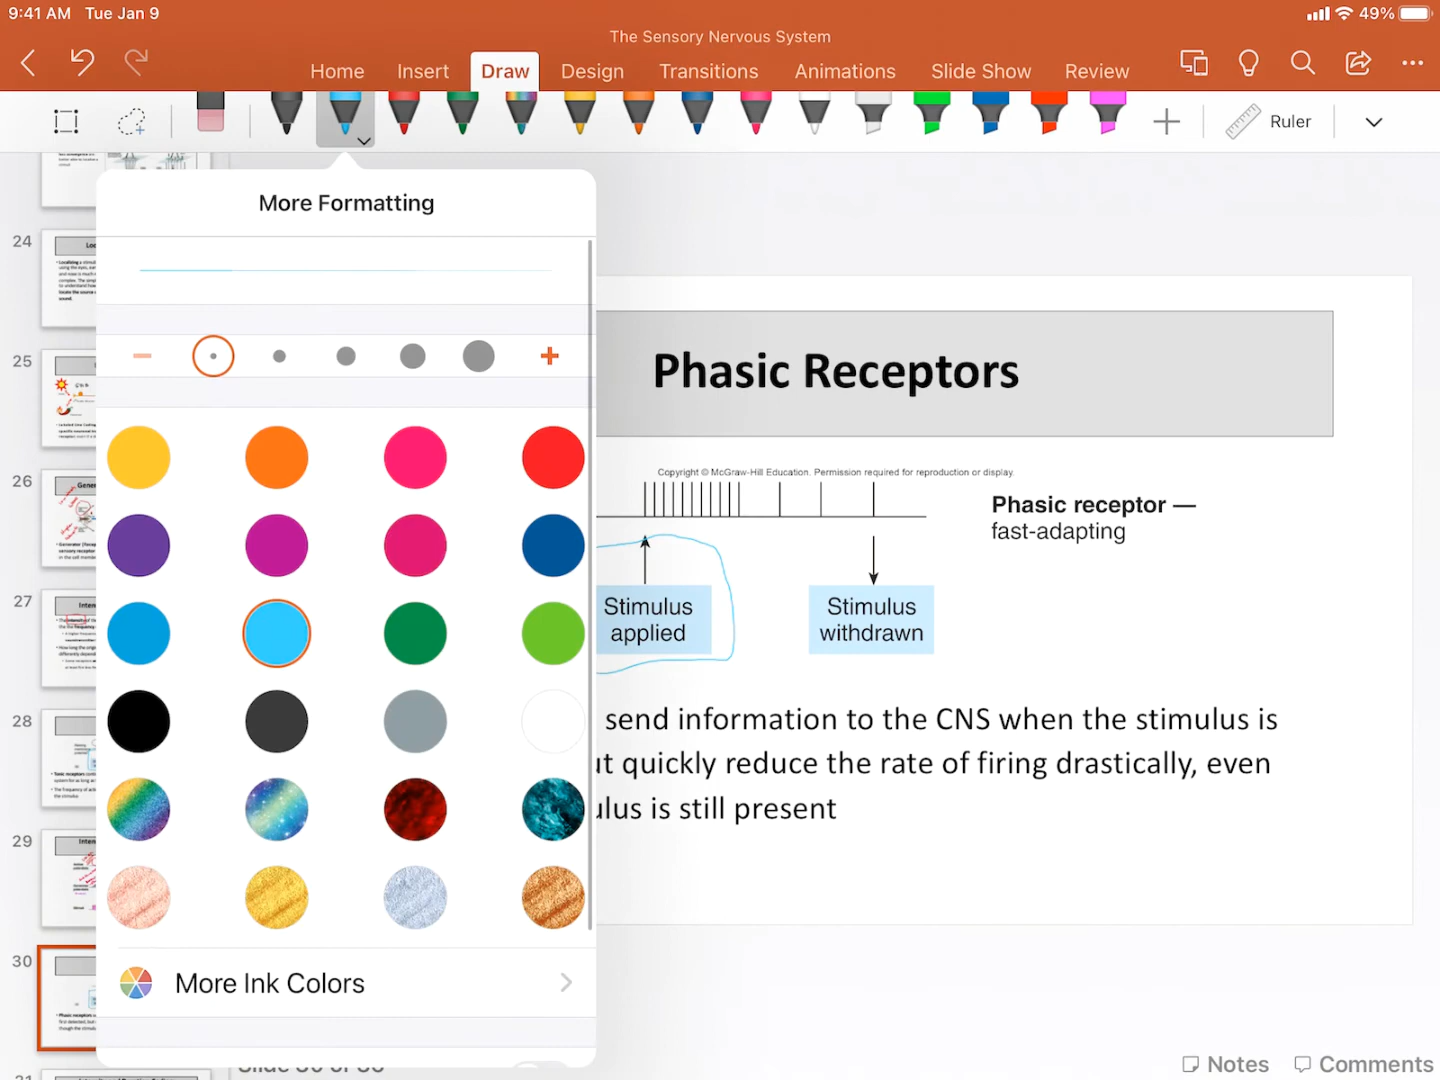 9:41 AM Tue Jan 9
49%
The Sensory Nervous System
Home Insert Draw Design Transitions Animations Slide Show Review
Ruler
More Formatting
24
25
26
27
28
29
30
More Ink Colors
Phasic Receptors
Copyright © McGraw-Hill Education. Permission required for reproduction or display.
Phasic receptor —
fast-adapting
Stimulus
applied
Stimulus
withdrawn
send information to the CNS when the stimulus is
quickly reduce the rate of firing drastically, even
is still present
Notes Comments